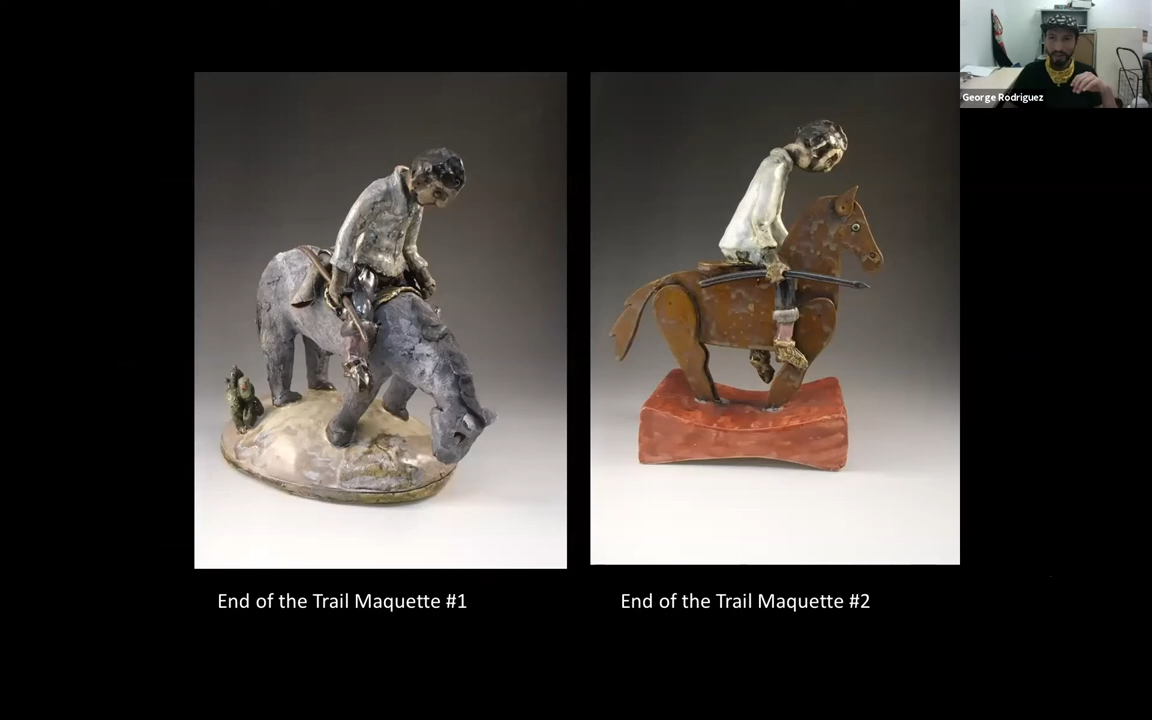 George Rodriguez
End of the Trail Maquette #1
End of the Trail Maquette #2